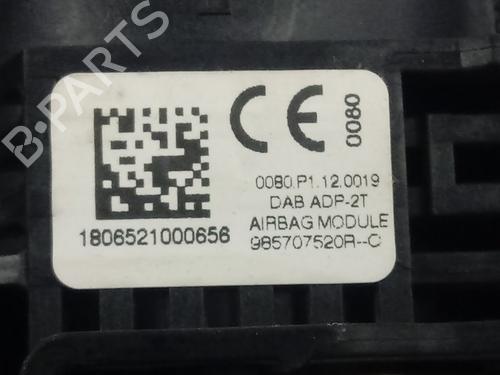 B-PARTS
CE
0080
0080.P1.12.0019
DAB ADP-2T
AIRBAG MODULE
985707520R--C
1806521000656